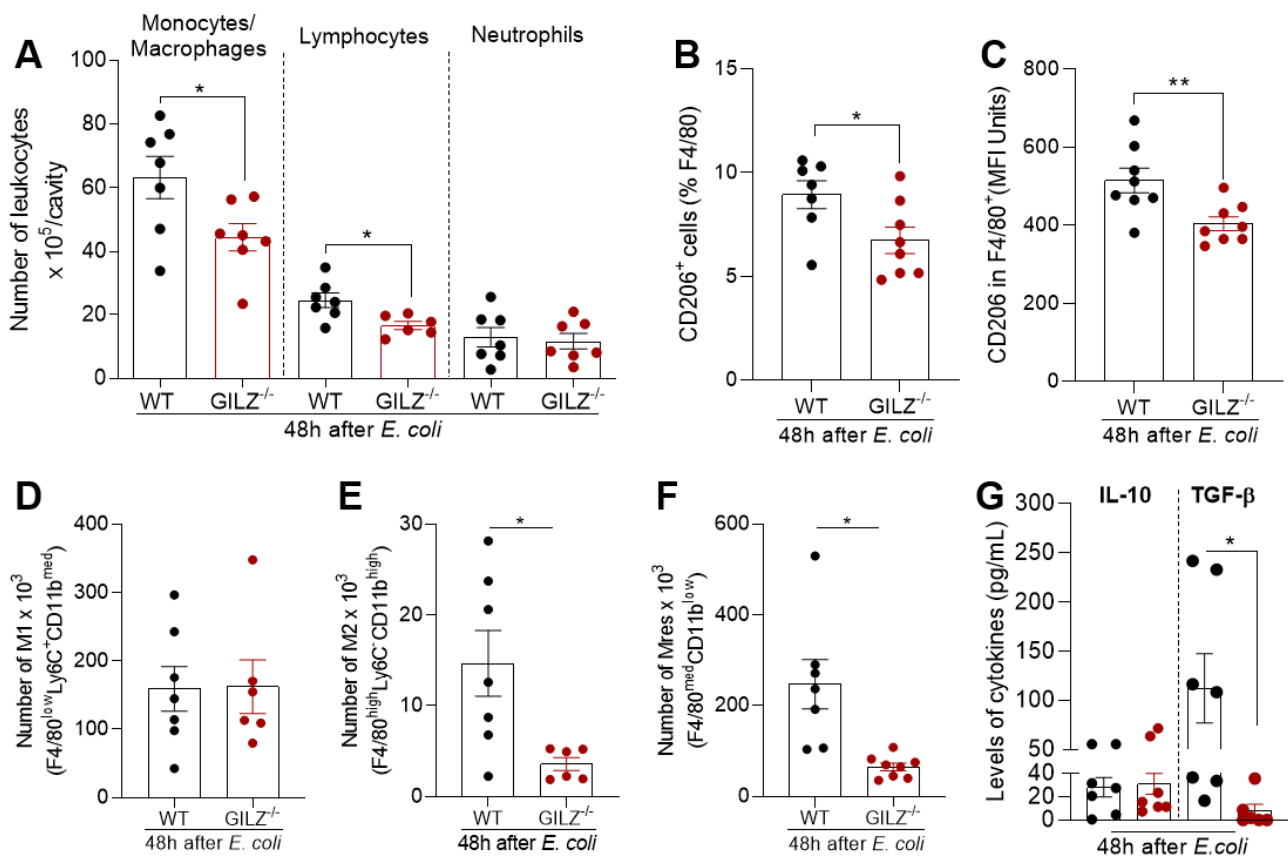 A
Monocytes/
Macrophages
Lymphocytes
Neutrophils
Number of leukocytes
x 10⁵/cavity
100
80
60
40
20
0
*
*
WT GILZ⁻/⁻ WT GILZ⁻/⁻ WT GILZ⁻/⁻
48h after E. coli
B
CD206⁺ cells (% F4/80)
15
10
5
0
*
WT GILZ⁻/⁻
48h after E. coli
C
CD206 in F4/80⁺(MFI Units)
800
600
400
200
0
**
WT GILZ⁻/⁻
48h after E. coli
D
Number of M1 x 10³
(F4/80ˡᵒʷLy6C⁺CD11bᵐᵉᵈ)
400
300
200
100
0
WT GILZ⁻/⁻
48h after E. coli
E
Number of M2 x 10³
(F4/80ʰⁱᵍʰLy6C⁻CD11bʰⁱᵍʰ)
30
20
10
0
*
WT GILZ⁻/⁻
48h after E. coli
F
Number of Mres x 10³
(F4/80ᵐᵉᵈCD11bˡᵒʷ)
600
400
200
0
*
WT GILZ⁻/⁻
48h after E. coli
G
IL-10 TGF-β
Levels of cytokines (pg/mL)
300
250
200
150
100
50
40
20
0
*
48h after E.coli